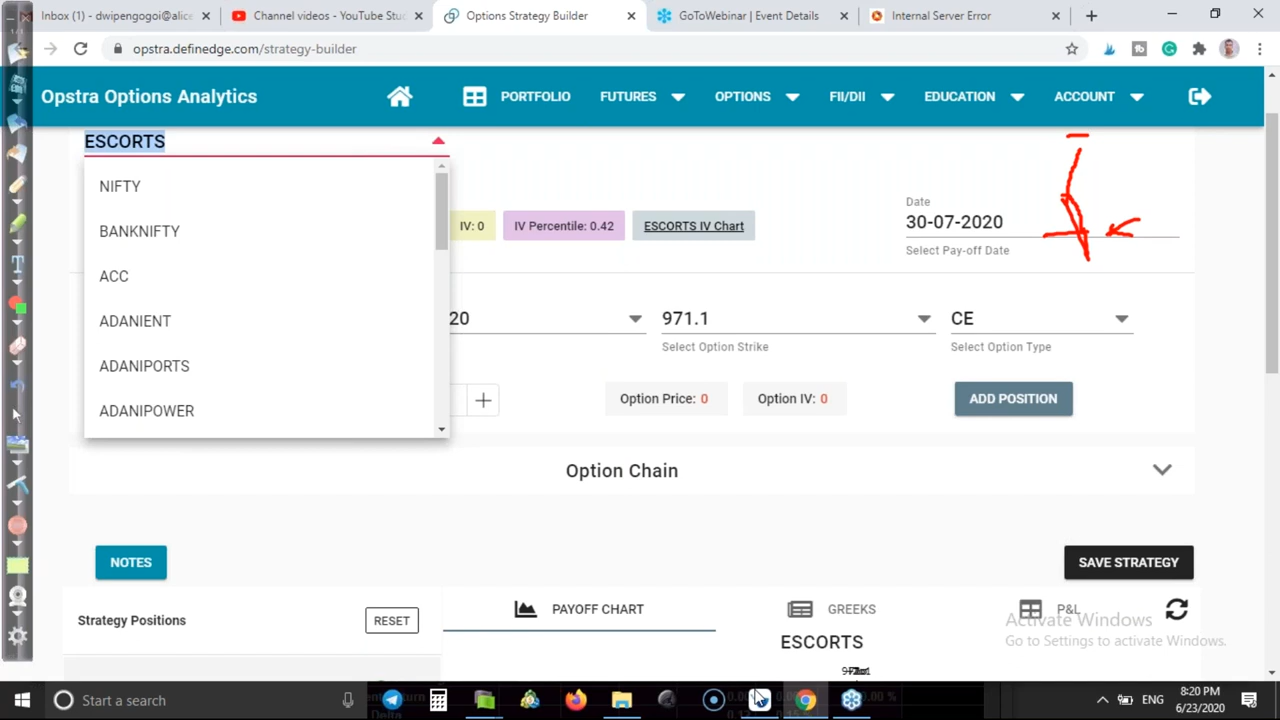 Inbox (16) - dwipengogoi@alice
Channel videos - YouTube Stu
Options Strategy Builder
GoToWebinar | Event Details
Internal Server Error
opstra.definedge.com/strategy-builder
Opstra Options Analytics
PORTFOLIO
FUTURES
OPTIONS
FII/DII
EDUCATION
ACCOUNT
ESCORTS
NIFTY
BANKNIFTY
ACC
ADANIENT
ADANIPORTS
ADANIPOWER
IV: 0
IV Percentile: 0.42
ESCORTS IV Chart
Date
30-07-2020
Select Pay-off Date
20
971.1
CE
Select Option Strike
Select Option Type
Option Price: 0
Option IV: 0
ADD POSITION
Option Chain
NOTES
SAVE STRATEGY
Strategy Positions
RESET
PAYOFF CHART
GREEKS
P&L
ESCORTS
Activate Windows
Go to Settings to activate Windows.
Start a search
ENG
8:20 PM
6/23/2020